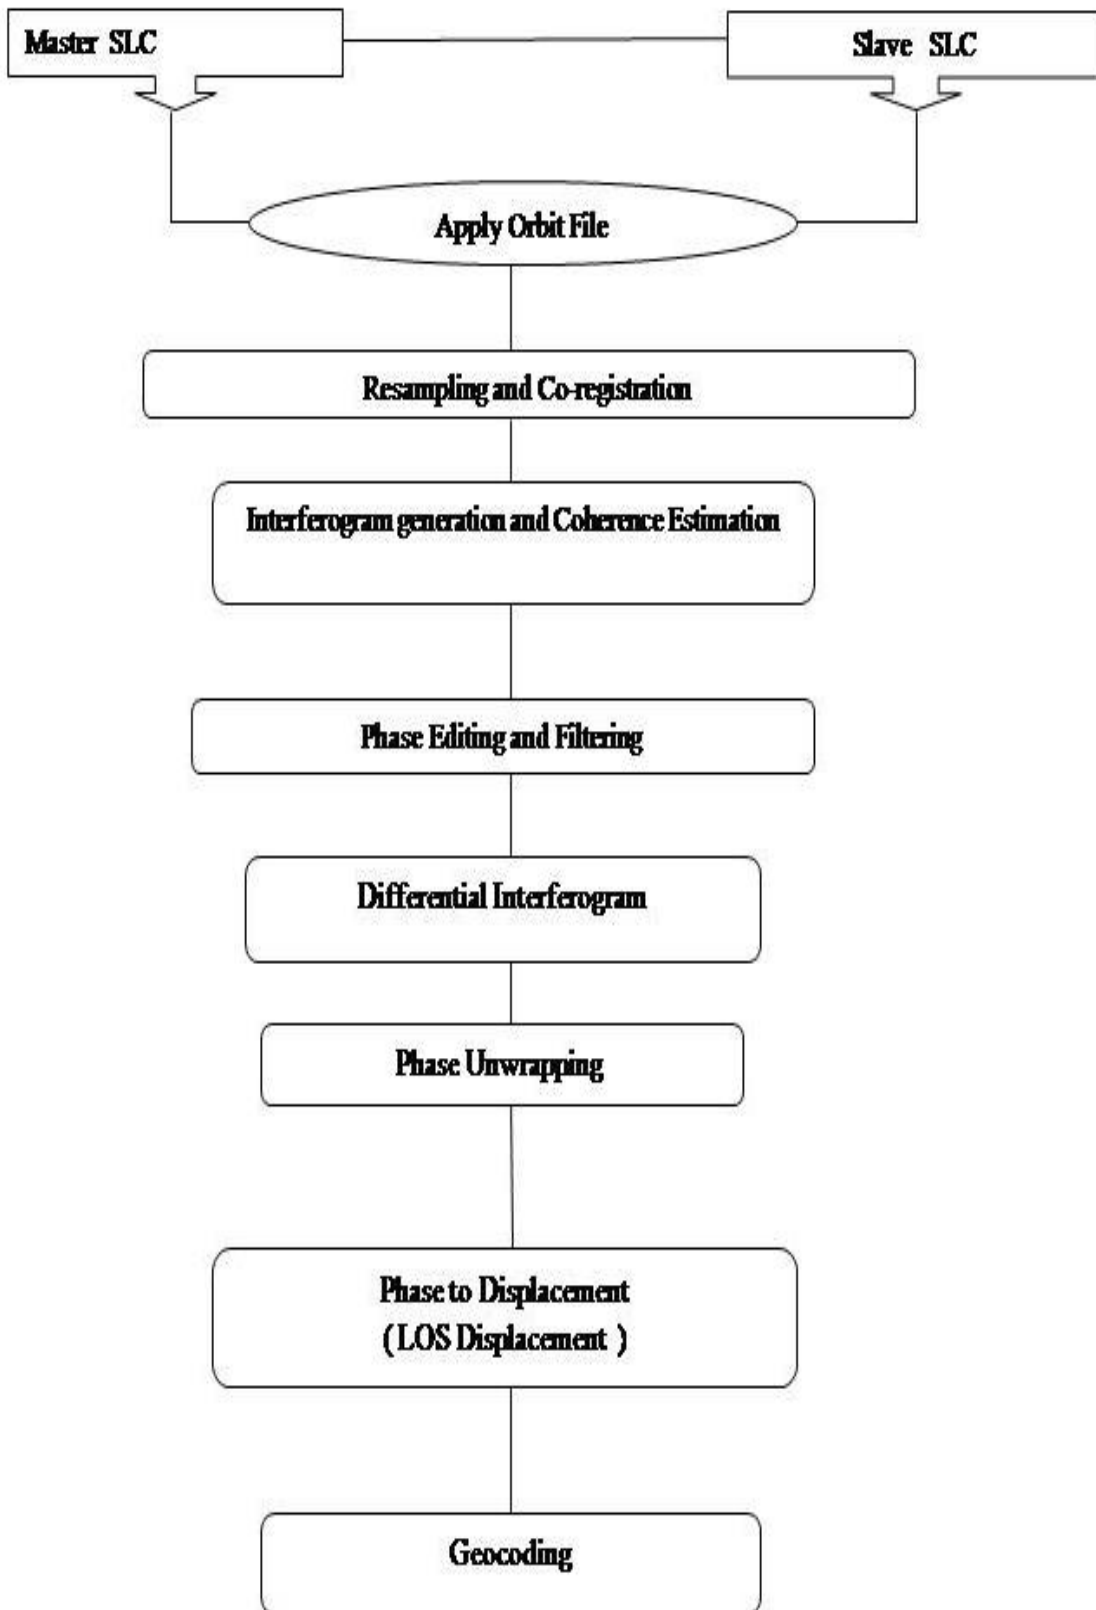 Master SLC
Slave SLC
Apply Orbit File
Resampling and Co-registration
Interferogram generation and Coherence Estimation
Phase Editing and Filtering
Differential Interferogram
Phase Unwrapping
Phase to Displacement
( LOS Displacement )
Geocoding